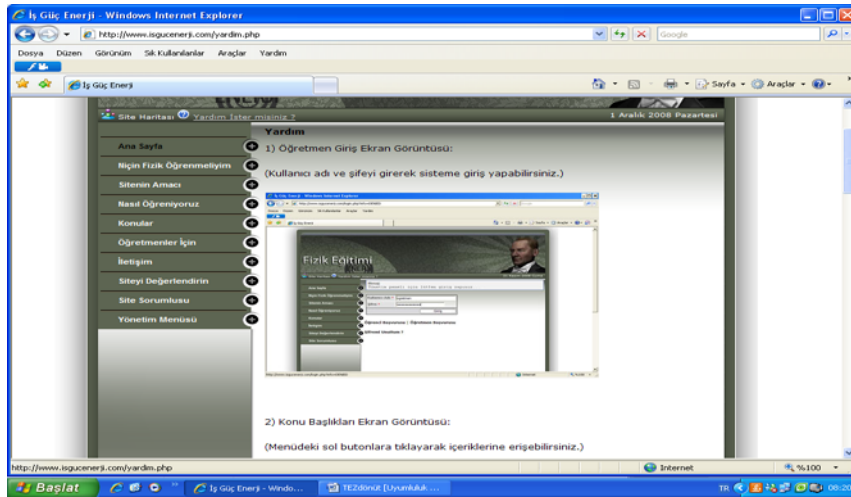 İş Güç Enerji - Windows Internet Explorer
http://www.isgucenerji.com/yardim.php
Google
Dosya Düzen Görünüm Sık Kullanılanlar Araçlar Yardım
İş Güç Enerji
Sayfa Araçlar
Site Haritası Yardım İster misiniz ?
1 Aralık 2008 Pazartesi
Ana Sayfa
Niçin Fizik Öğrenmeliyim
Sitenin Amacı
Nasıl Öğreniyoruz
Konular
Öğretmenler İçin
İletişim
Siteyi Değerlendirin
Site Sorumlusu
Yönetim Menüsü
Yardım
1) Öğretmen Giriş Ekran Görüntüsü:
(Kullanıcı adı ve şifeyi girerek sisteme giriş yapabilirsiniz.)
Fizik Eğitimi
2) Konu Başlıkları Ekran Görüntüsü:
(Menüdeki sol butonlara tıklayarak içeriklerine erişebilirsiniz.)
http://www.isgucenerji.com/yardim.php
Internet
%100
Başlat
İş Güç Enerji - Windo...
TEZdönüt [Uyumluluk ...
TR
08:20